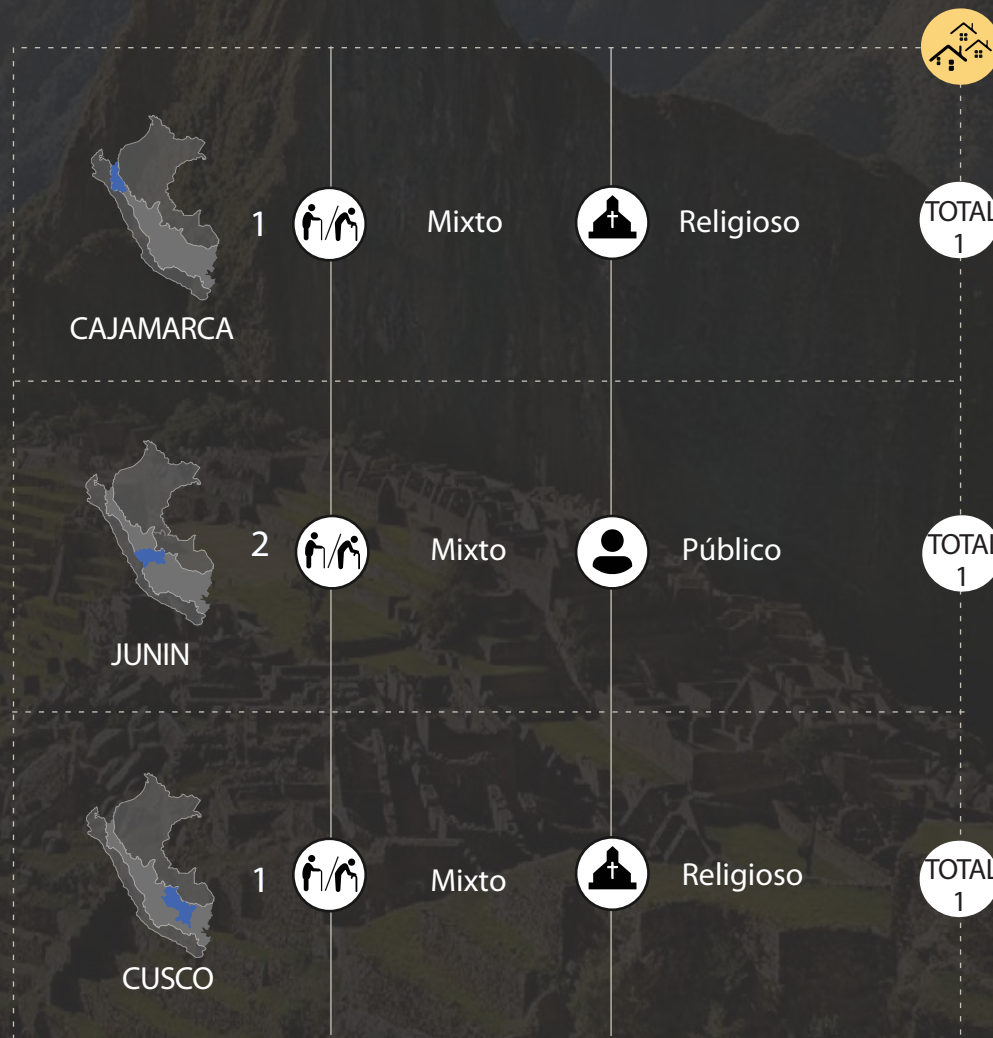 1 Mixto Religioso TOTAL
1
CAJAMARCA
2 Mixto Público TOTAL
1
JUNIN
1 Mixto Religioso TOTAL
1
CUSCO